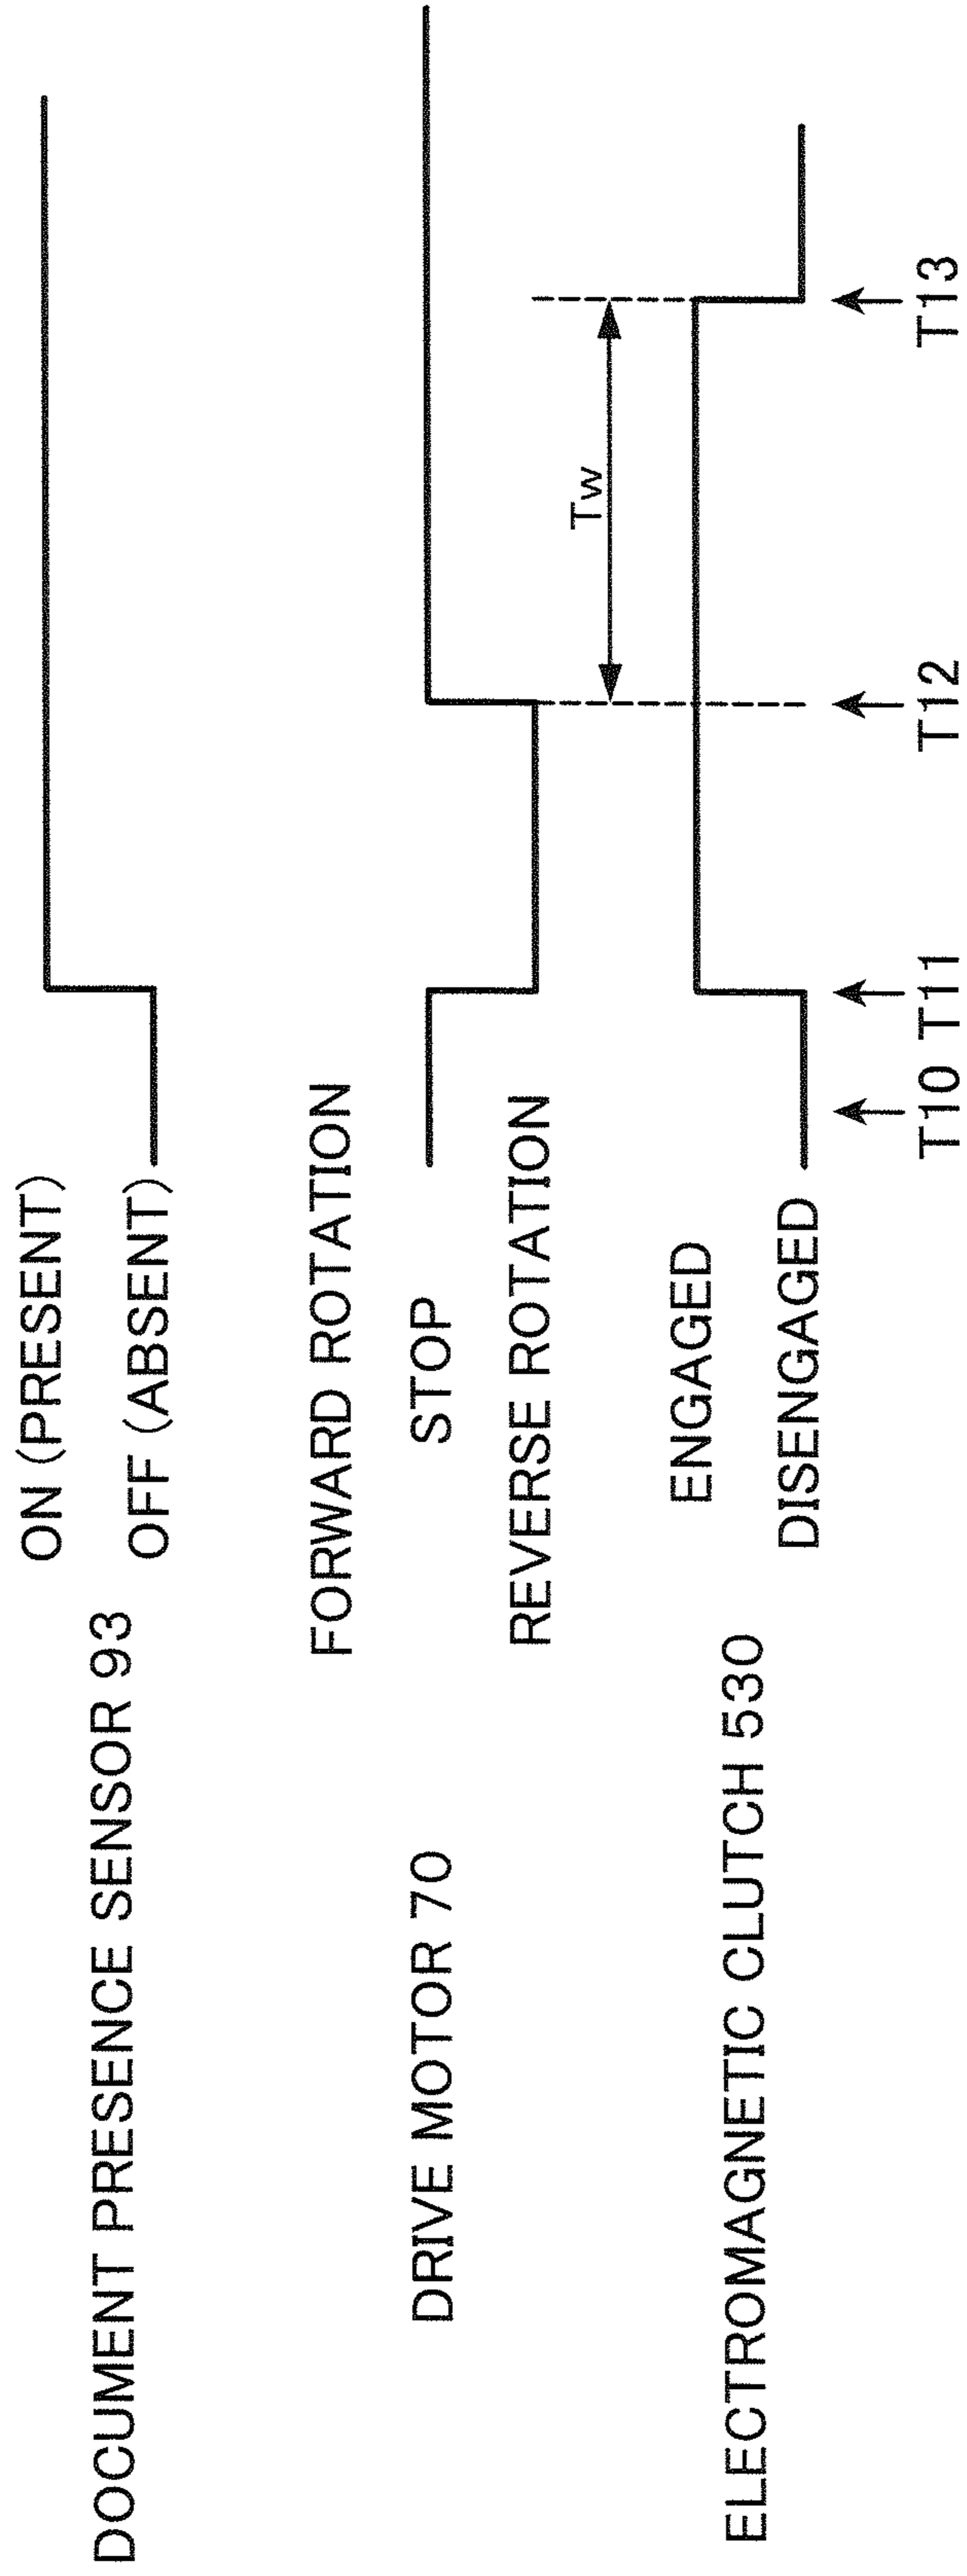 DOCUMENT PRESENCE SENSOR 93
ON (PRESENT)
OFF (ABSENT)
DRIVE MOTOR 70
FORWARD ROTATION
STOP
REVERSE ROTATION
Tw
ELECTROMAGNETIC CLUTCH 530
ENGAGED
DISENGAGED
T10 T11 T12 T13